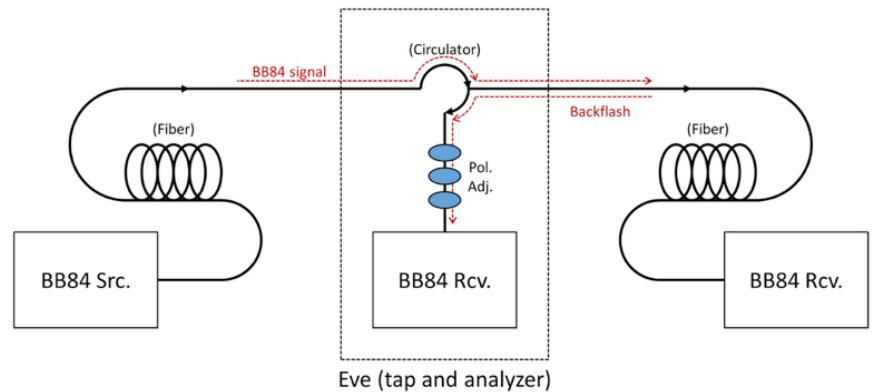 (Circulator)
BB84 signal
Backflash
(Fiber)
(Fiber)
Pol.
Adj.
BB84 Src.
BB84 Rcv.
BB84 Rcv.
Eve (tap and analyzer)